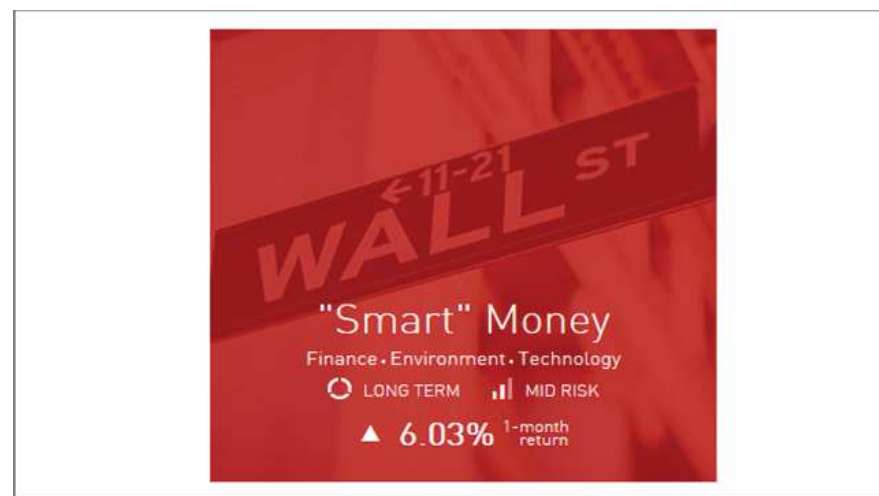 ←11-21
WALL ST
"Smart" Money
Finance • Environment • Technology
LONG TERM MID RISK
▲ 6.03% 1-month
return